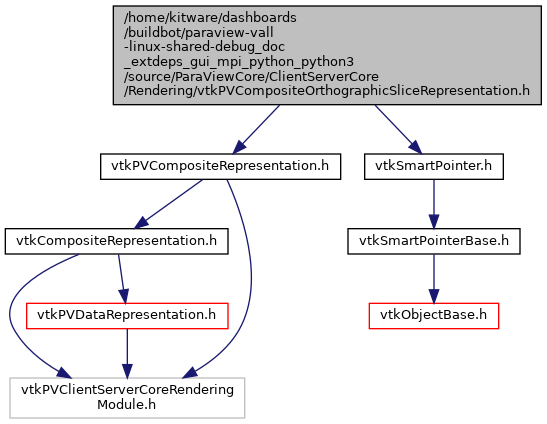 /home/kitware/dashboards
/buildbot/paraview-vall
-linux-shared-debug_doc
_extdeps_gui_mpi_python_python3
/source/ParaViewCore/ClientServerCore
/Rendering/vtkPVCompositeOrthographicSliceRepresentation.h
vtkPVCompositeRepresentation.h
vtkSmartPointer.h
vtkCompositeRepresentation.h
vtkSmartPointerBase.h
vtkPVDataRepresentation.h
vtkObjectBase.h
vtkPVClientServerCoreRendering
Module.h